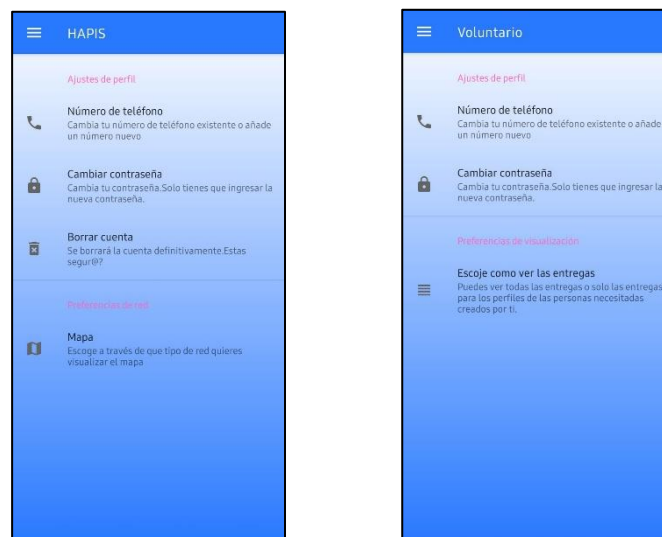 HAPIS
Ajustes de perfil
Número de teléfono
Cambia tu número de teléfono existente o añade
un número nuevo
Cambiar contraseña
Cambia tu contraseña.Solo tienes que ingresar la
nueva contraseña.
Borrar cuenta
Se borrará la cuenta definitivamente.Estas
segur@?
Preferencias de red
Mapa
Escoge a través de que tipo de red quieres
visualizar el mapa
Voluntario
Ajustes de perfil
Número de teléfono
Cambia tu número de teléfono existente o añade
un número nuevo
Cambiar contraseña
Cambia tu contraseña.Solo tienes que ingresar la
nueva contraseña.
Preferencias de visualización
Escoje como ver las entregas
Puedes ver todas las entregas o solo las entregas
para los perfiles de las personas necesitadas
creados por ti.